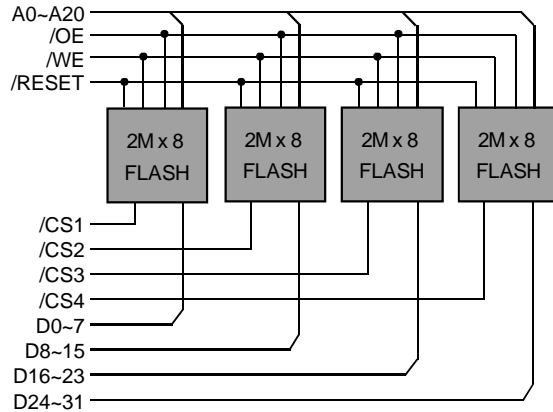 A0~A20
/OE
/WE
/RESET
2M x 8
FLASH
2M x 8
FLASH
2M x 8
FLASH
2M x 8
FLASH
/CS1
/CS2
/CS3
/CS4
D0~7
D8~15
D16~23
D24~31